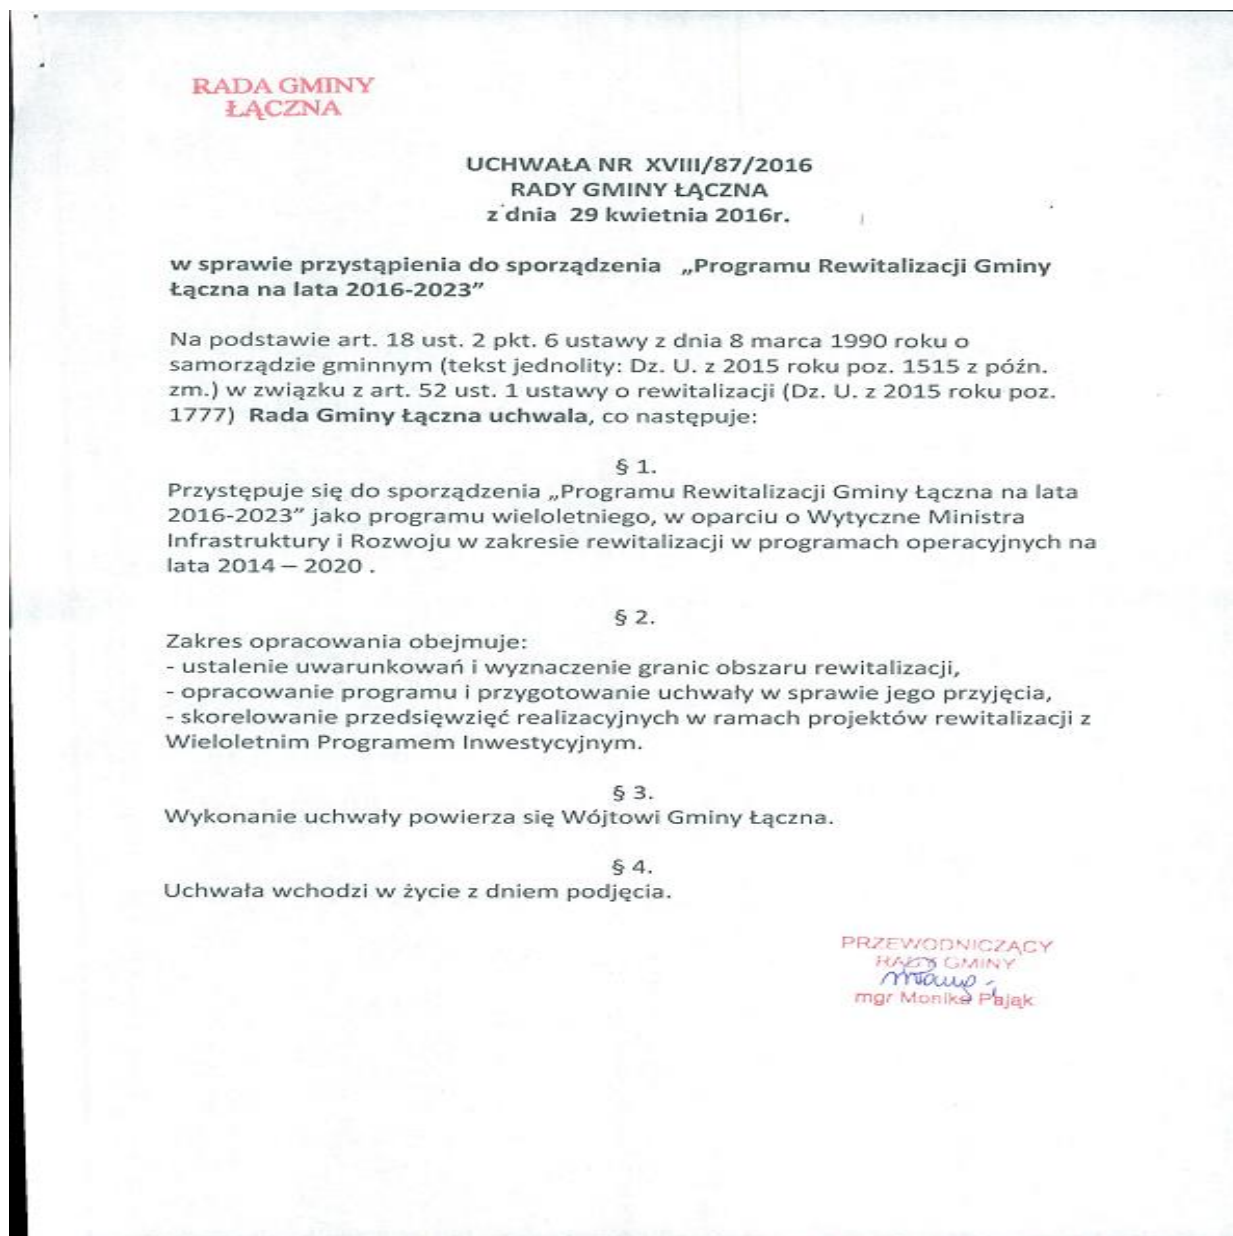 RADA GMINY
ŁĄCZNA
UCHWAŁA NR XVIII/87/2016
RADY GMINY ŁĄCZNA
z dnia 29 kwietnia 2016r.
w sprawie przystąpienia do sporządzenia „Programu Rewitalizacji Gminy
Łączna na lata 2016-2023”
Na podstawie art. 18 ust. 2 pkt. 6 ustawy z dnia 8 marca 1990 roku o
samorządzie gminnym (tekst jednolity: Dz. U. z 2015 roku poz. 1515 z późn.
zm.) w związku z art. 52 ust. 1 ustawy o rewitalizacji (Dz. U. z 2015 roku poz.
1777) Rada Gminy Łączna uchwala, co następuje:
§ 1.
Przystępuje się do sporządzenia „Programu Rewitalizacji Gminy Łączna na lata
2016-2023” jako programu wieloletniego, w oparciu o Wytyczne Ministra
Infrastruktury i Rozwoju w zakresie rewitalizacji w programach operacyjnych na
lata 2014 – 2020 .
§ 2.
Zakres opracowania obejmuje:
- ustalenie uwarunkowań i wyznaczenie granic obszaru rewitalizacji,
- opracowanie programu i przygotowanie uchwały w sprawie jego przyjęcia,
- skorelowanie przedsięwzięć realizacyjnych w ramach projektów rewitalizacji z
Wieloletnim Programem Inwestycyjnym.
§ 3.
Wykonanie uchwały powierza się Wójtowi Gminy Łączna.
§ 4.
Uchwała wchodzi w życie z dniem podjęcia.
PRZEWODNICZĄCY
RADY GMINY
mgr Monika Pająk